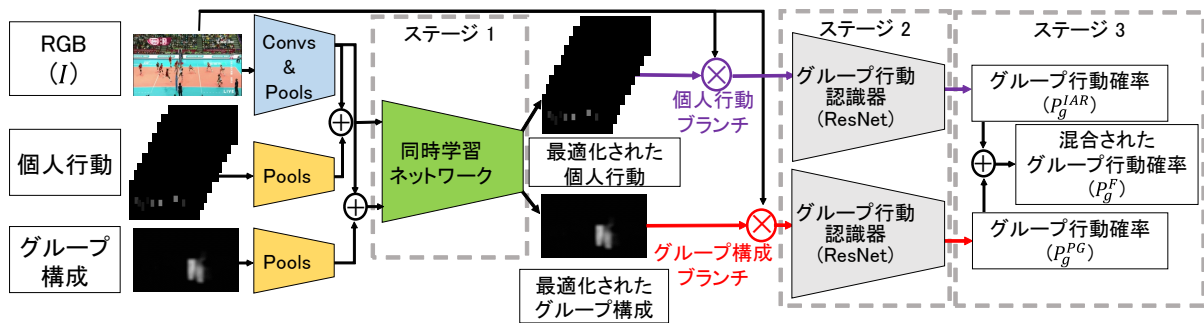 RGB
(I)
個人行動
グループ
構成
Convs
&
Pools
Pools
Pools
ステージ 1
同時学習
ネットワーク
最適化された
個人行動
最適化された
グループ構成
個人行動
ブランチ
グループ構成
ブランチ
ステージ 2
グループ行動
認識器
(ResNet)
グループ行動
認識器
(ResNet)
ステージ 3
グループ行動確率
(P_g^{IAR})
混合された
グループ行動確率
(P_g^F)
グループ行動確率
(P_g^{PG})